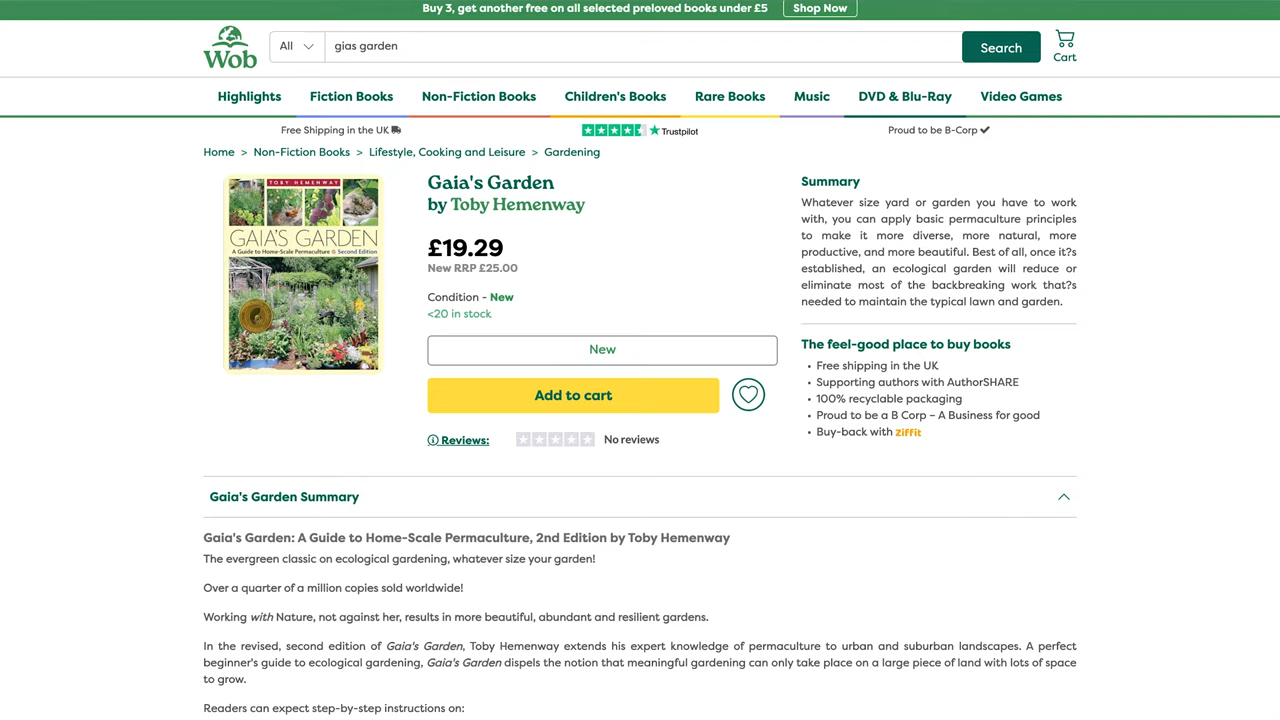 Buy 3, get another free on all selected preloved books under £5 Shop Now
Wob
All gias garden Search
Cart
Highlights Fiction Books Non-Fiction Books Children's Books Rare Books Music DVD & Blu-Ray Video Games
Free Shipping in the UK Trustpilot Proud to be B-Corp
Home > Non-Fiction Books > Lifestyle, Cooking and Leisure > Gardening
TOBY HEMENWAY
GAIA'S GARDEN
A Guide to Home-Scale Permaculture Second Edition
Gaia's Garden
by Toby Hemenway
£19.29
New RRP £25.00
Condition - New
<20 in stock
New
Add to cart
Reviews: No reviews
Summary
Whatever size yard or garden you have to work
with, you can apply basic permaculture principles
to make it more diverse, more natural, more
productive, and more beautiful. Best of all, once it?s
established, an ecological garden will reduce or
eliminate most of the backbreaking work that?s
needed to maintain the typical lawn and garden.
The feel-good place to buy books
• Free shipping in the UK
• Supporting authors with AuthorSHARE
• 100% recyclable packaging
• Proud to be a B Corp – A Business for good
• Buy-back with ziffit
Gaia's Garden Summary
Gaia's Garden: A Guide to Home-Scale Permaculture, 2nd Edition by Toby Hemenway
The evergreen classic on ecological gardening, whatever size your garden!
Over a quarter of a million copies sold worldwide!
Working with Nature, not against her, results in more beautiful, abundant and resilient gardens.
In the revised, second edition of Gaia's Garden, Toby Hemenway extends his expert knowledge of permaculture to urban and suburban landscapes. A perfect
beginner's guide to ecological gardening, Gaia's Garden dispels the notion that meaningful gardening can only take place on a large piece of land with lots of space
to grow.
Readers can expect step-by-step instructions on: